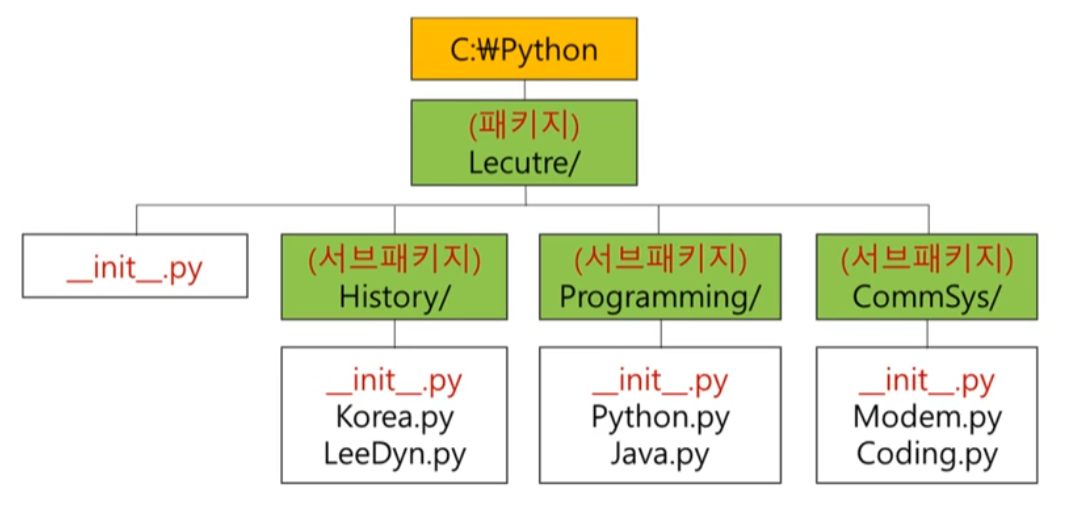 C:₩Python
(패키지)
Lecutre/
__init__.py
(서브패키지)
History/
(서브패키지)
Programming/
(서브패키지)
CommSys/
__init__.py
Korea.py
LeeDyn.py
__init__.py
Python.py
Java.py
__init__.py
Modem.py
Coding.py